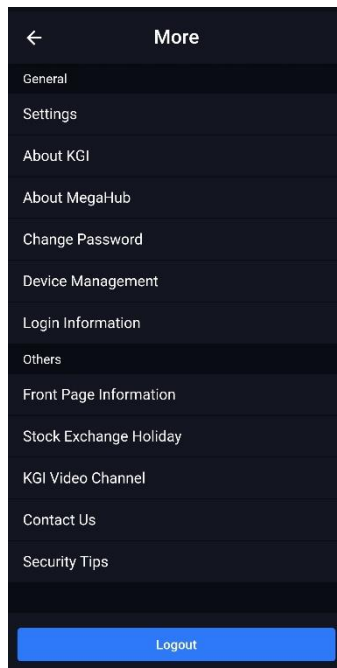 More
General
Settings
About KGI
About MegaHub
Change Password
Device Management
Login Information
Others
Front Page Information
Stock Exchange Holiday
KGI Video Channel
Contact Us
Security Tips
Logout